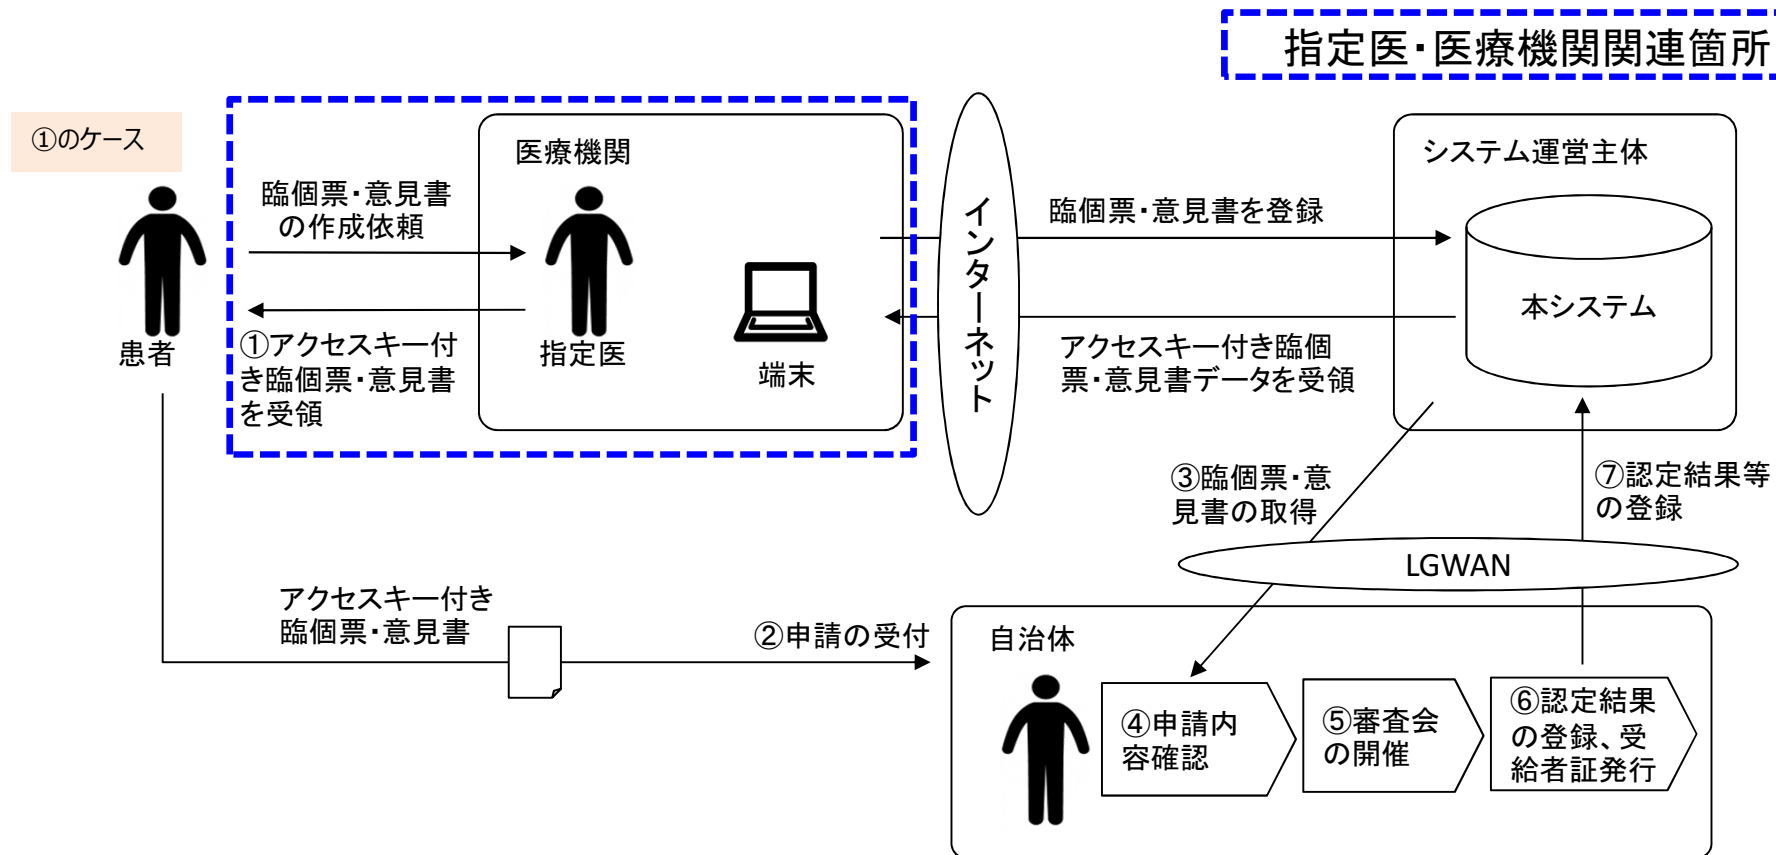 指定医・医療機関関連箇所
①のケース
患者
臨個票・意見書
の作成依頼
①アクセスキー付
き臨個票・意見書
を受領
医療機関
指定医
端末
インターネット
臨個票・意見書を登録
アクセスキー付き臨個
票・意見書データを受領
システム運営主体
本システム
③臨個票・意
見書の取得
⑦認定結果等
の登録
LGWAN
アクセスキー付き
臨個票・意見書
②申請の受付
自治体
④申請内
容確認
⑤審査会
の開催
⑥認定結果
の登録、受
給者証発行